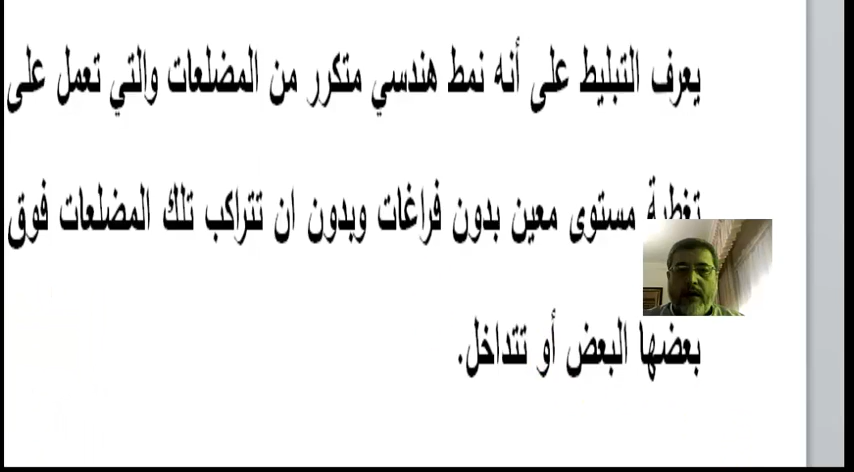 يعرف التبليط على أنه نمط هندسي متكرر من المضلعات والتي تعمل على
تغطية مستوى معين بدون فراغات وبدون ان تتراكب تلك المضلعات فوق
بعضها البعض أو تتداخل.